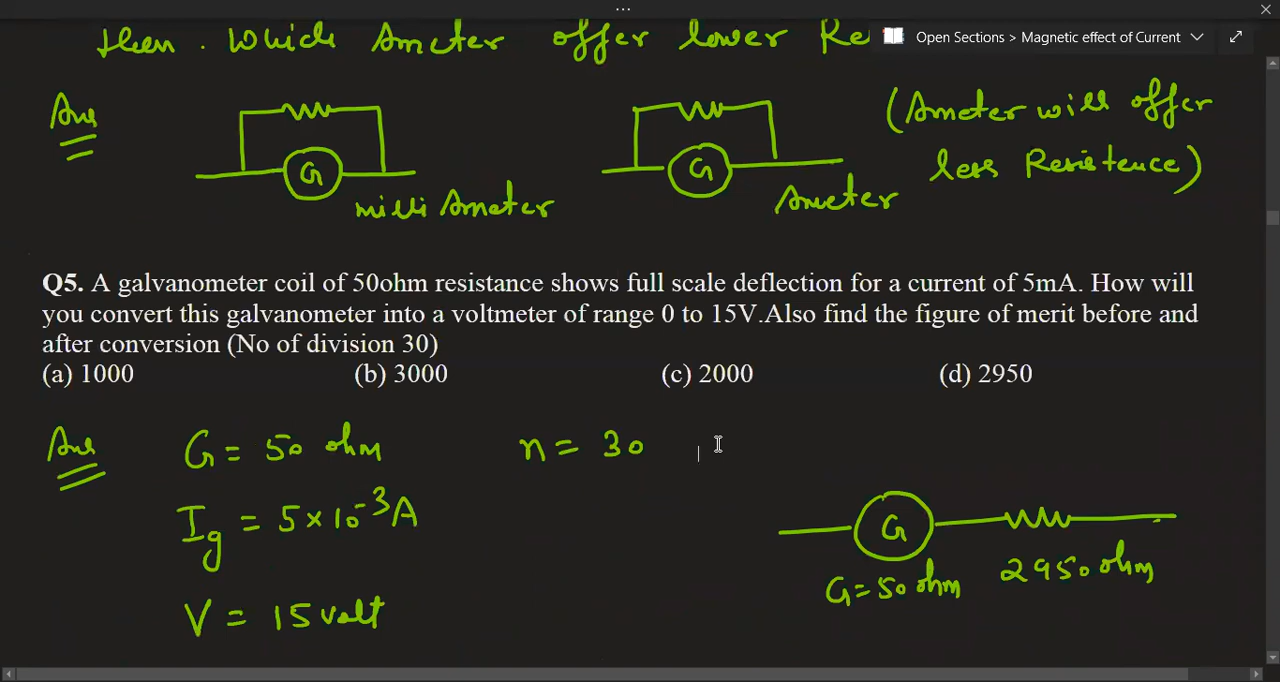 ...
then. Which Ameter offer lower Re
Open Sections > Magnetic effect of Current
Ans
G
milli Ameter
G
Ameter
(Ameter will offer
less Resistence)
Q5. A galvanometer coil of 50ohm resistance shows full scale deflection for a current of 5mA. How will
you convert this galvanometer into a voltmeter of range 0 to 15V.Also find the figure of merit before and
after conversion (No of division 30)
(a) 1000 (b) 3000 (c) 2000 (d) 2950
Ans G = 50 ohm n = 30
Ig = 5×10⁻³A
V = 15 volt
G
G = 50 ohm 2950 ohm